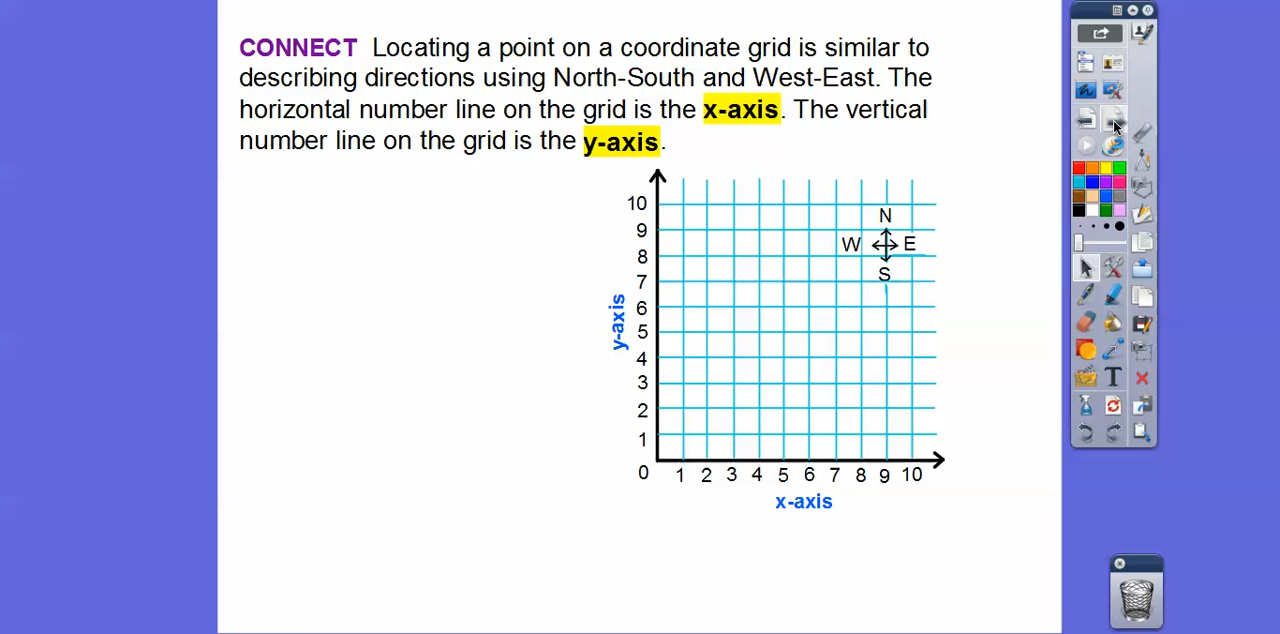 CONNECT Locating a point on a coordinate grid is similar to
describing directions using North-South and West-East. The
horizontal number line on the grid is the x-axis. The vertical
number line on the grid is the y-axis.
10
9
8
7
6
5
4
3
2
1
0
y-axis
N
W E
S
1 2 3 4 5 6 7 8 9 10
x-axis
T